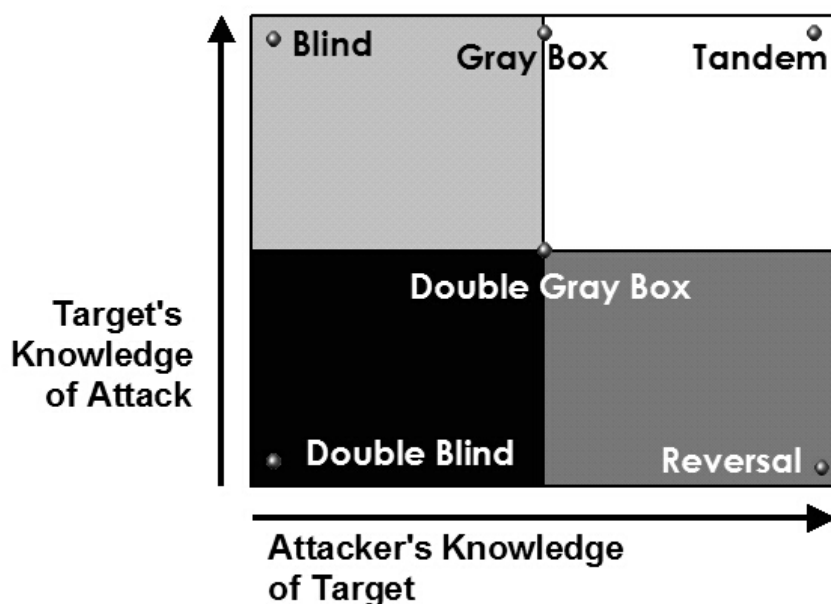 Blind
Gray Box
Tandem
Double Gray Box
Target's
Knowledge
of Attack
Double Blind
Reversal
Attacker's Knowledge
of Target